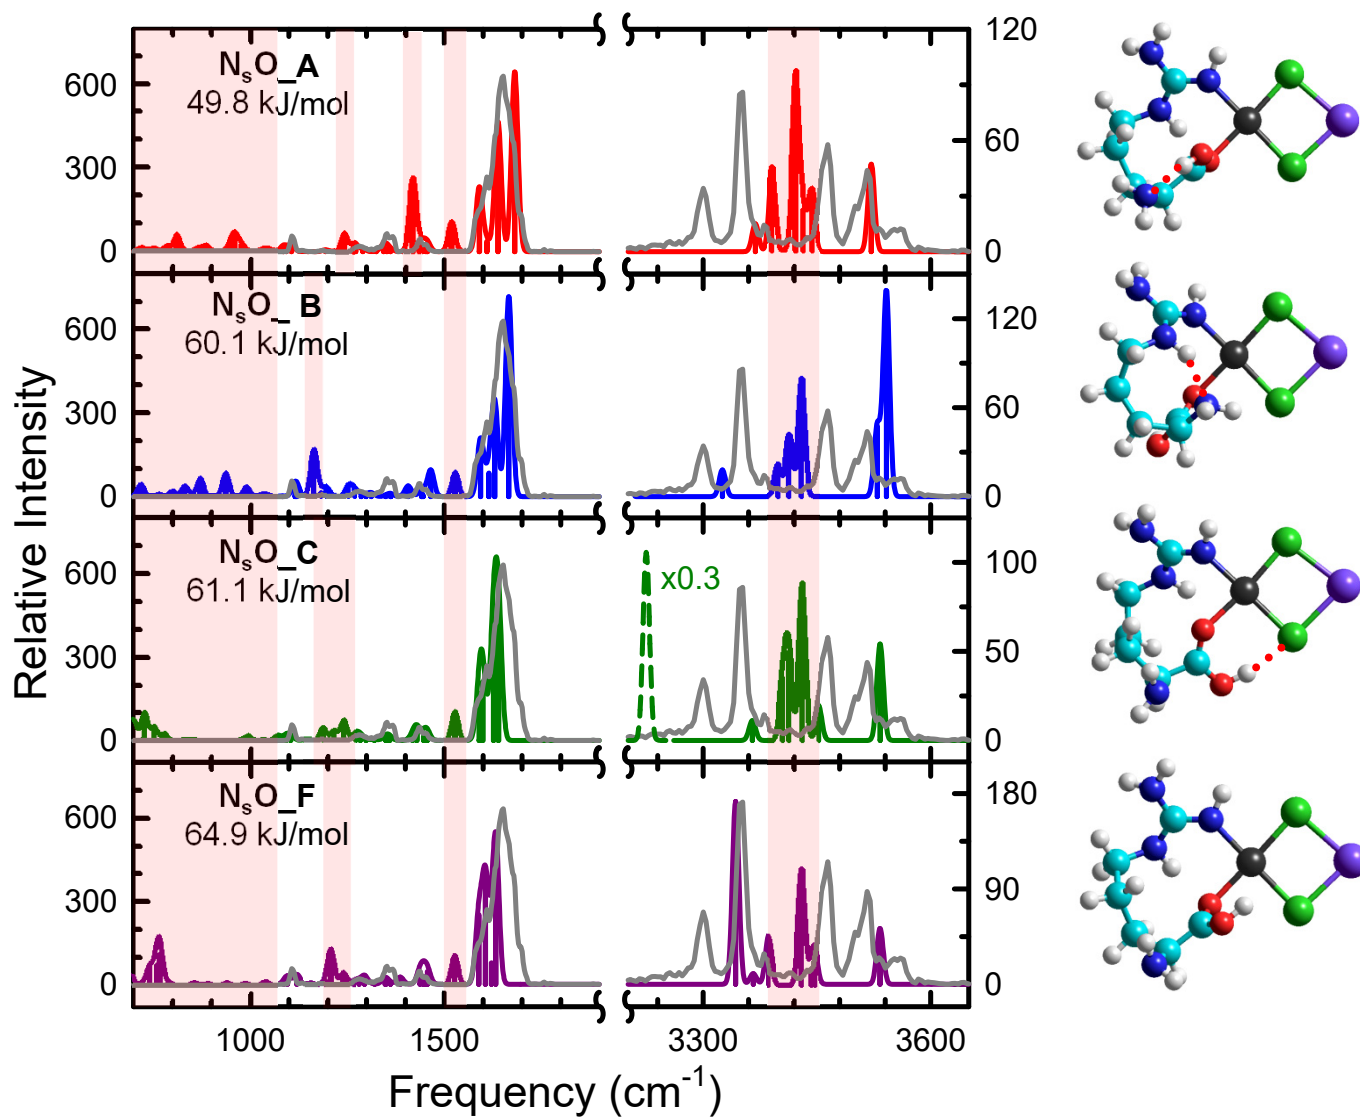 NₛO_A
49.8 kJ/mol
600
300
0
120
60
0
NₛO_B
60.1 kJ/mol
600
300
0
120
60
0
NₛO_C
61.1 kJ/mol
x0.3
600
300
0
100
50
0
NₛO_F
64.9 kJ/mol
600
300
0
180
90
0
1000
1500
3300
3600
Relative Intensity
Frequency (cm⁻¹)